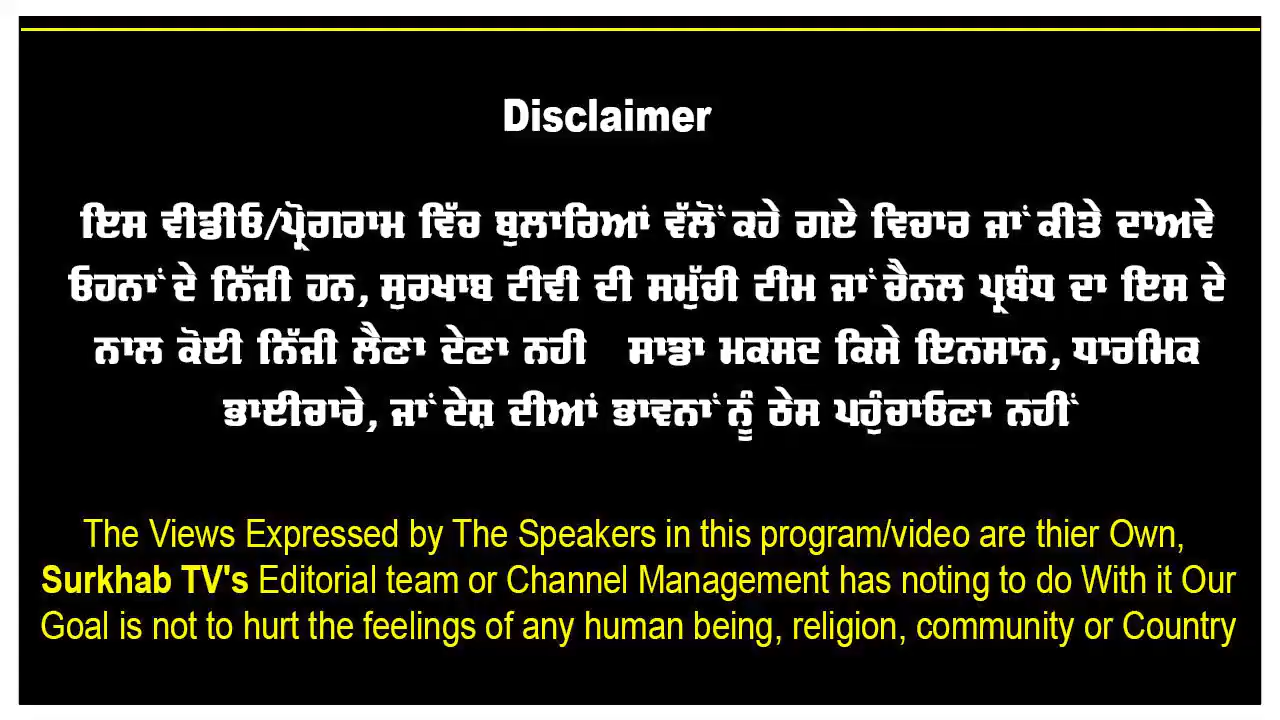 Disclaimer
ਇਸ ਵੀਡੀਓ/ਪ੍ਰੋਗਰਾਮ ਵਿੱਚ ਬੁਲਾਰਿਆਂ ਵੱਲੋਂ ਕਹੇ ਗਏ ਵਿਚਾਰ ਜਾਂ ਕੀਤੇ ਦਾਅਵੇ
ਓਹਨਾਂ ਦੇ ਨਿੱਜੀ ਹਨ, ਸੁਰਖਾਬ ਟੀਵੀ ਦੀ ਸਮੁੱਚੀ ਟੀਮ ਜਾਂ ਚੈਨਲ ਪ੍ਰਬੰਧ ਦਾ ਇਸ ਦੇ
ਨਾਲ ਕੋਈ ਨਿੱਜੀ ਲੈਣਾ ਦੇਣਾ ਨਹੀ ਸਾਡਾ ਮਕਸਦ ਕਿਸੇ ਇਨਸਾਨ, ਧਾਰਮਿਕ
ਭਾਈਚਾਰੇ, ਜਾਂ ਦੇਸ਼ ਦੀਆਂ ਭਾਵਨਾਂ ਨੂੰ ਠੇਸ ਪਹੁੰਚਾਓਣਾ ਨਹੀਂ
The Views Expressed by The Speakers in this program/video are thier Own,
Surkhab TV's Editorial team or Channel Management has noting to do With it Our
Goal is not to hurt the feelings of any human being, religion, community or Country